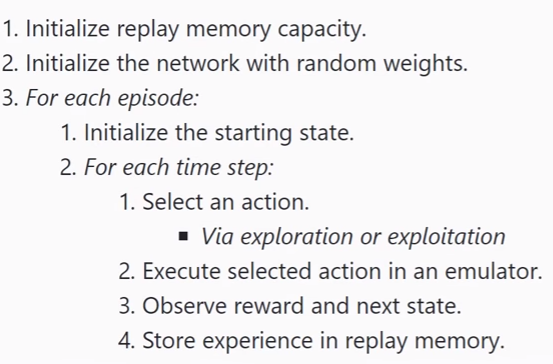 1. Initialize replay memory capacity.
2. Initialize the network with random weights.
3. For each episode:
1. Initialize the starting state.
2. For each time step:
1. Select an action.
▪ Via exploration or exploitation
2. Execute selected action in an emulator.
3. Observe reward and next state.
4. Store experience in replay memory.